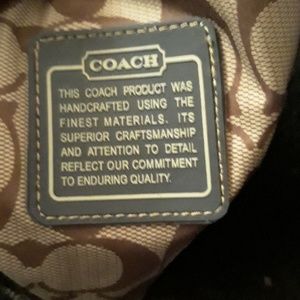 COACH
THIS COACH PRODUCT WAS
HANDCRAFTED USING THE
FINEST MATERIALS. ITS
SUPERIOR CRAFTSMANSHIP
AND ATTENTION TO DETAIL
REFLECT OUR COMMITMENT
TO ENDURING QUALITY.